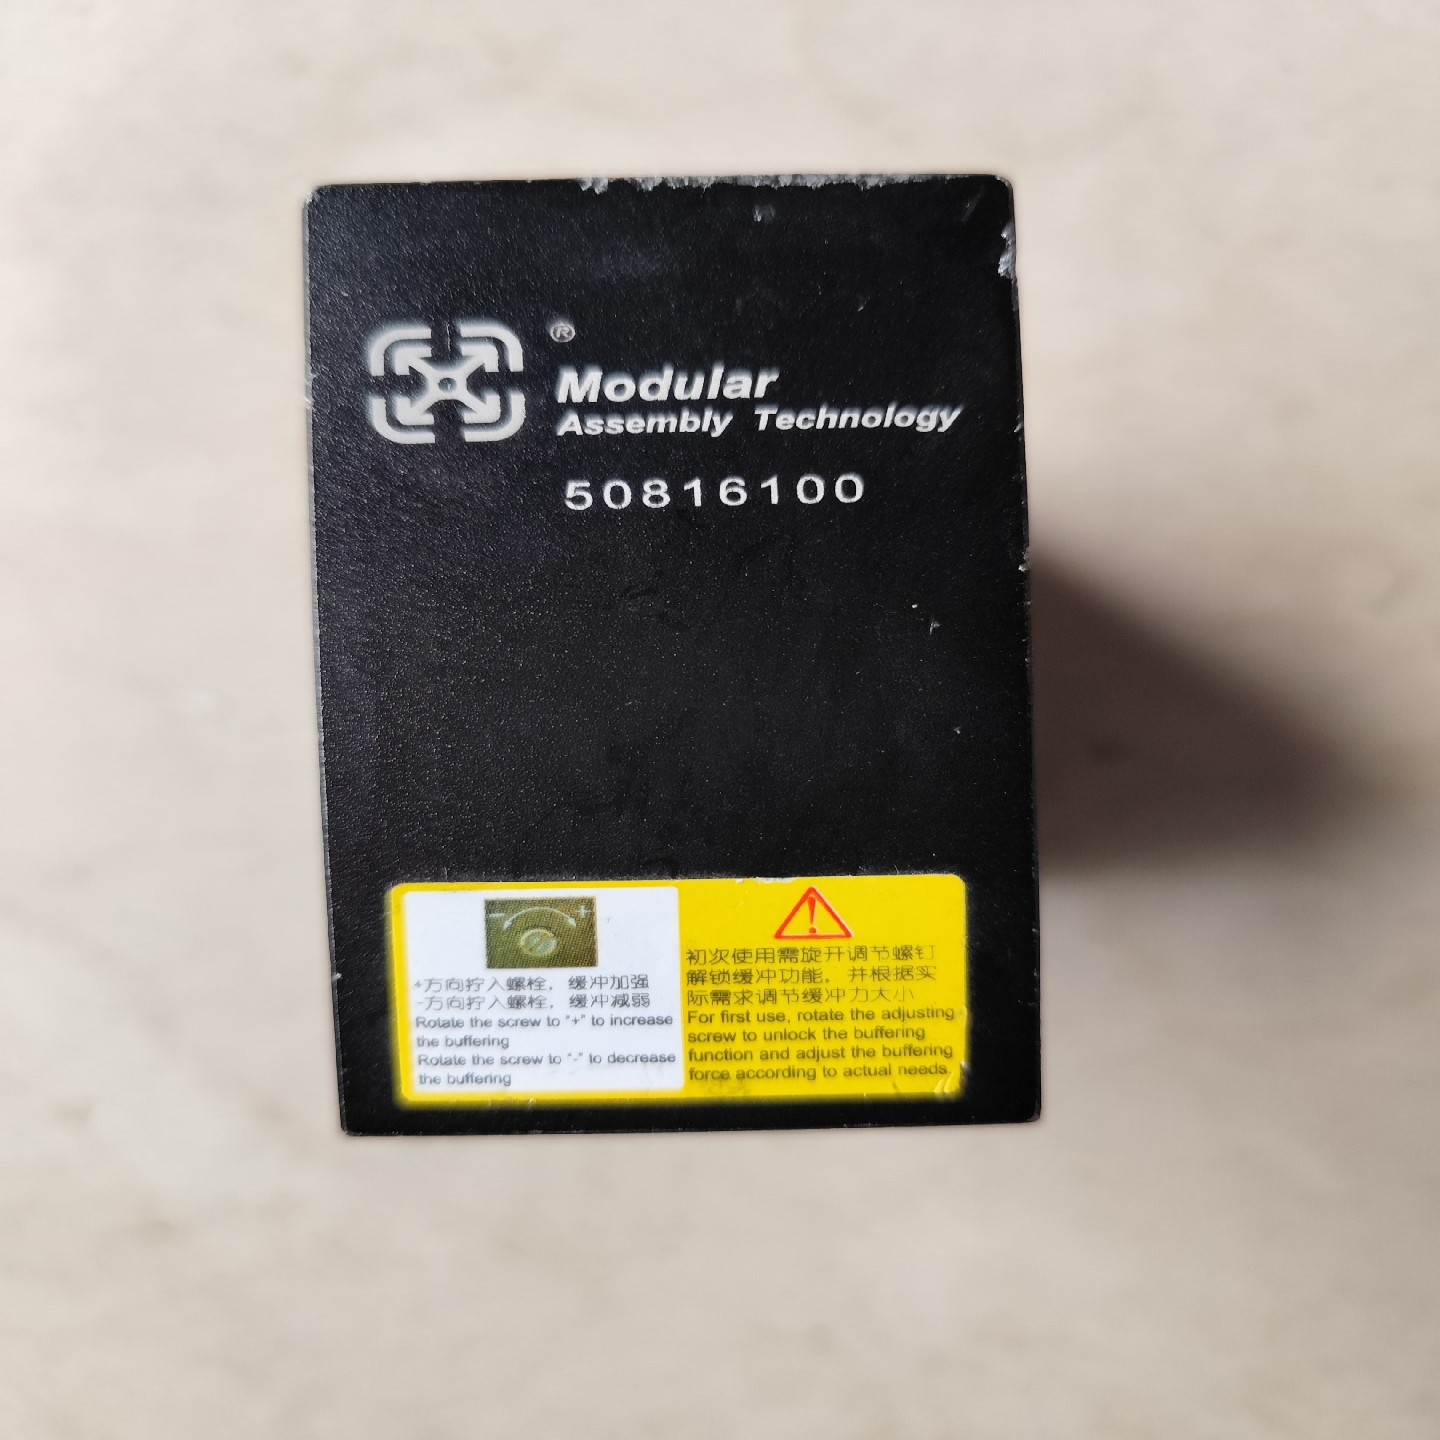 ®
Modular
Assembly Technology
50816100
- +
+方向拧入螺栓，缓冲加强
-方向拧入螺栓，缓冲减弱
Rotate the screw to "+" to increase
the buffering
Rotate the screw to "-" to decrease
the buffering
初次使用需旋开调节螺钉
解锁缓冲功能，并根据实
际需求调节缓冲力大小
For first use, rotate the adjusting
screw to unlock the buffering
function and adjust the buffering
force according to actual needs.